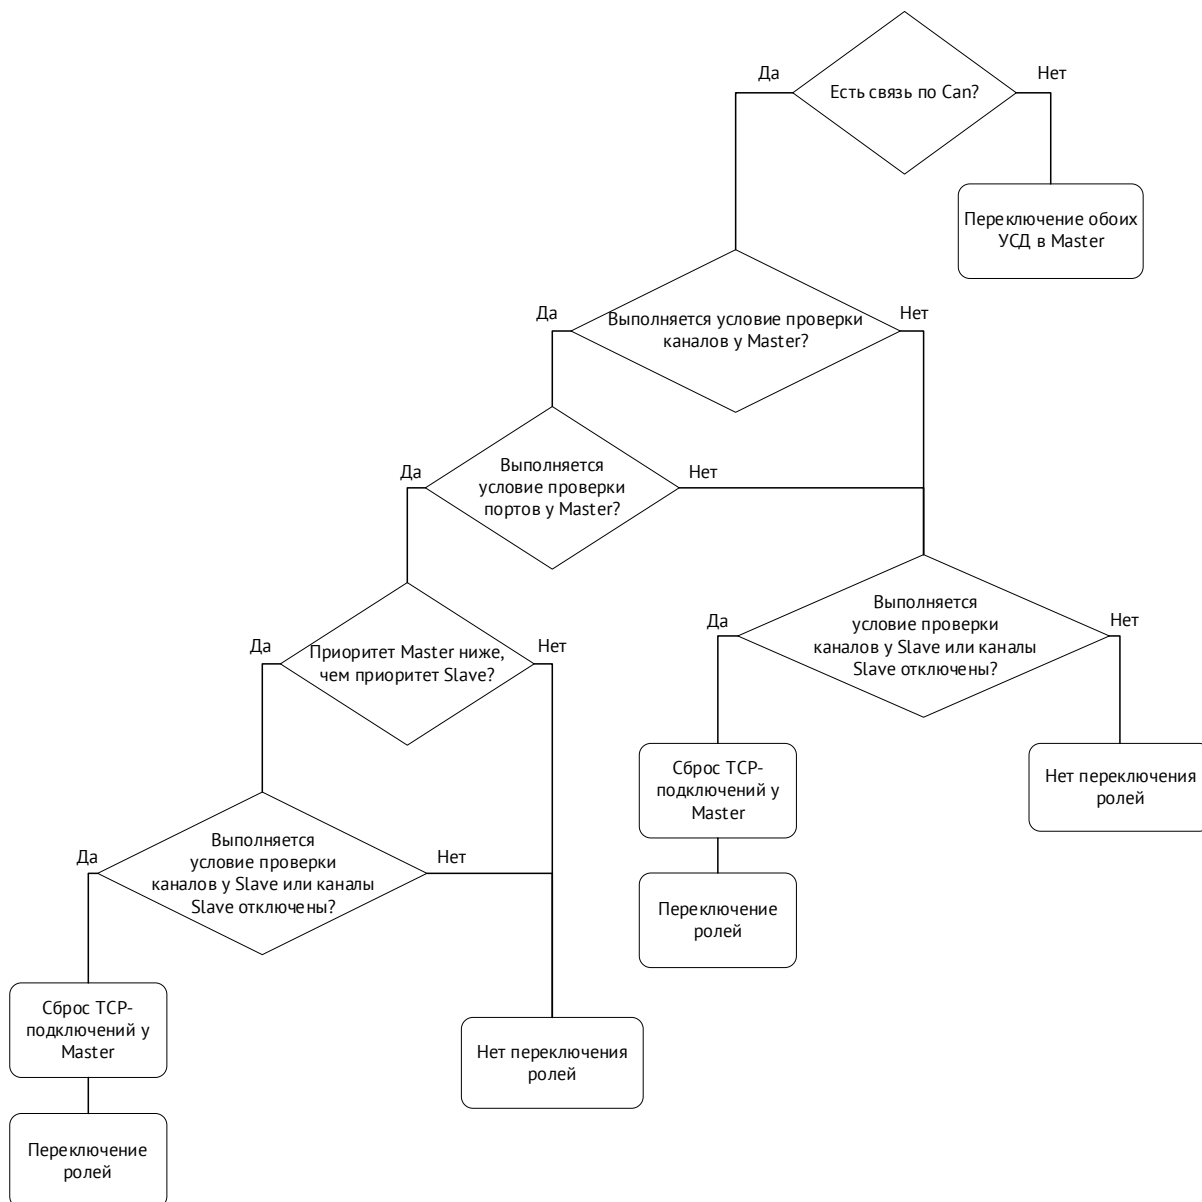 Да
Нет
Есть связь по Can?
Переключение обоих
УСД в Master
Да
Нет
Выполняется условие проверки
каналов у Master?
Да
Нет
Выполняется
условие проверки
портов у Master?
Да
Нет
Выполняется
условие проверки
каналов у Slave или каналы
Slave отключены?
Да
Нет
Приоритет Master ниже,
чем приоритет Slave?
Сброс TCP-
подключений у
Master
Нет переключения
ролей
Да
Нет
Выполняется
условие проверки
каналов у Slave или каналы
Slave отключены?
Переключение
ролей
Сброс TCP-
подключений у
Master
Нет переключения
ролей
Переключение
ролей